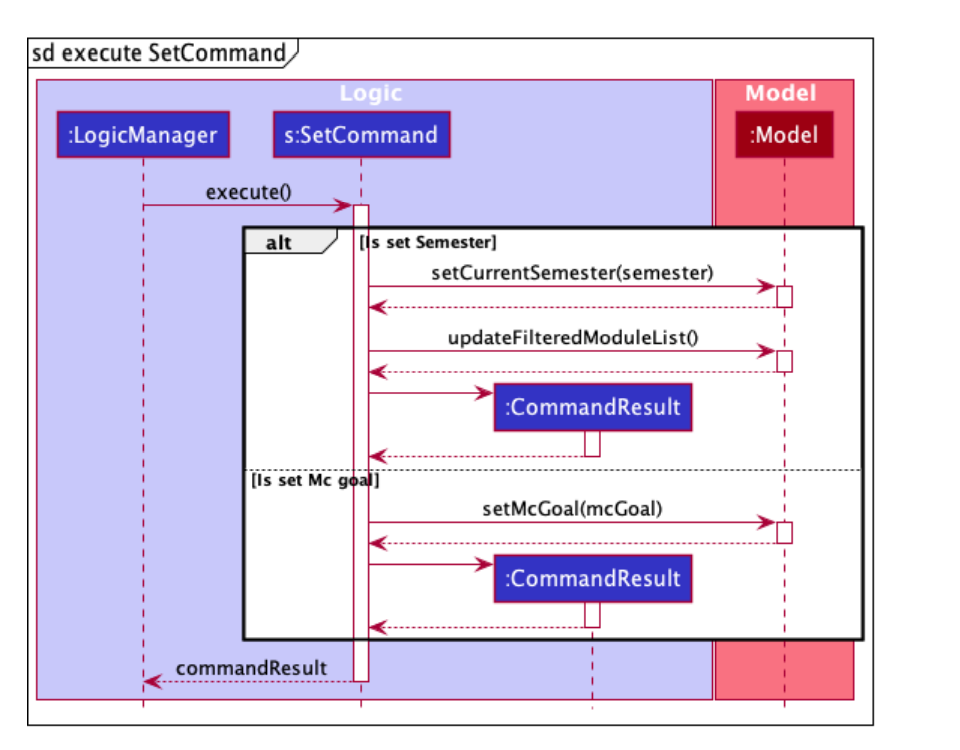 sd execute SetCommand
Logic
Model
:LogicManager
s:SetCommand
:Model
execute()
alt
[Is set Semester]
setCurrentSemester(semester)
updateFilteredModuleList()
:CommandResult
[Is set Mc goal]
setMcGoal(mcGoal)
:CommandResult
commandResult